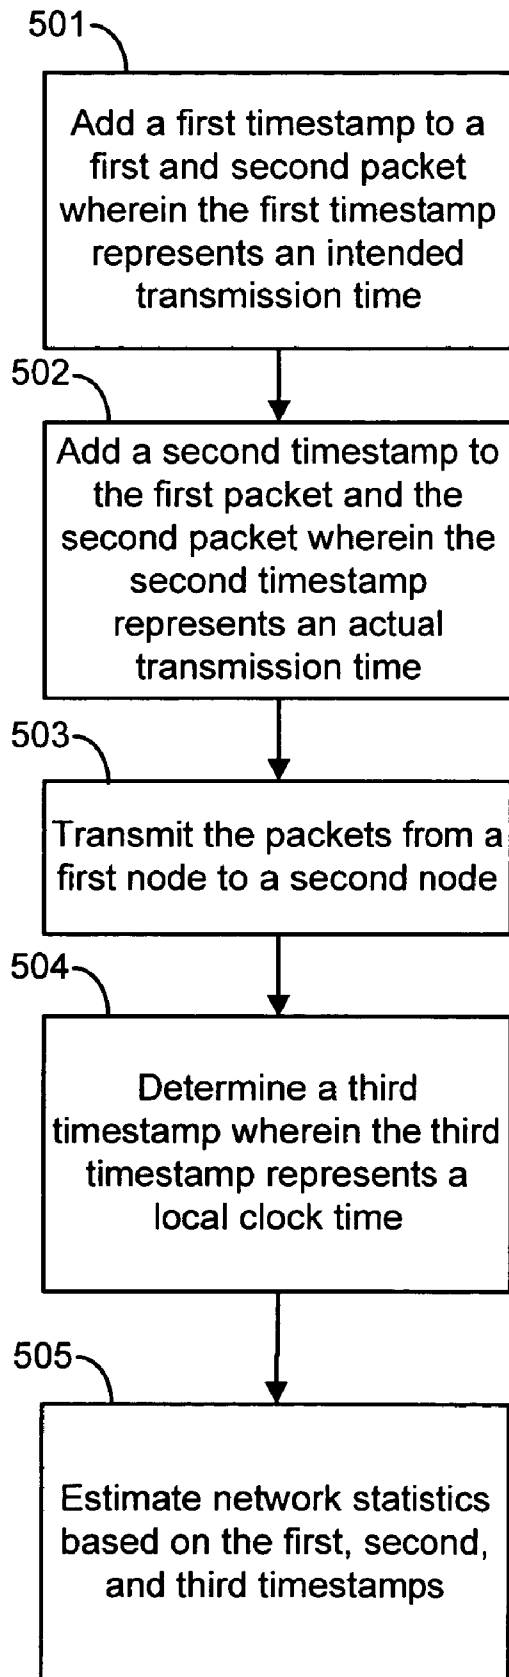 501
Add a first timestamp to a
first and second packet
wherein the first timestamp
represents an intended
transmission time
502
Add a second timestamp to
the first packet and the
second packet wherein the
second timestamp
represents an actual
transmission time
503
Transmit the packets from a
first node to a second node
504
Determine a third
timestamp wherein the third
timestamp represents a
local clock time
505
Estimate network statistics
based on the first, second,
and third timestamps